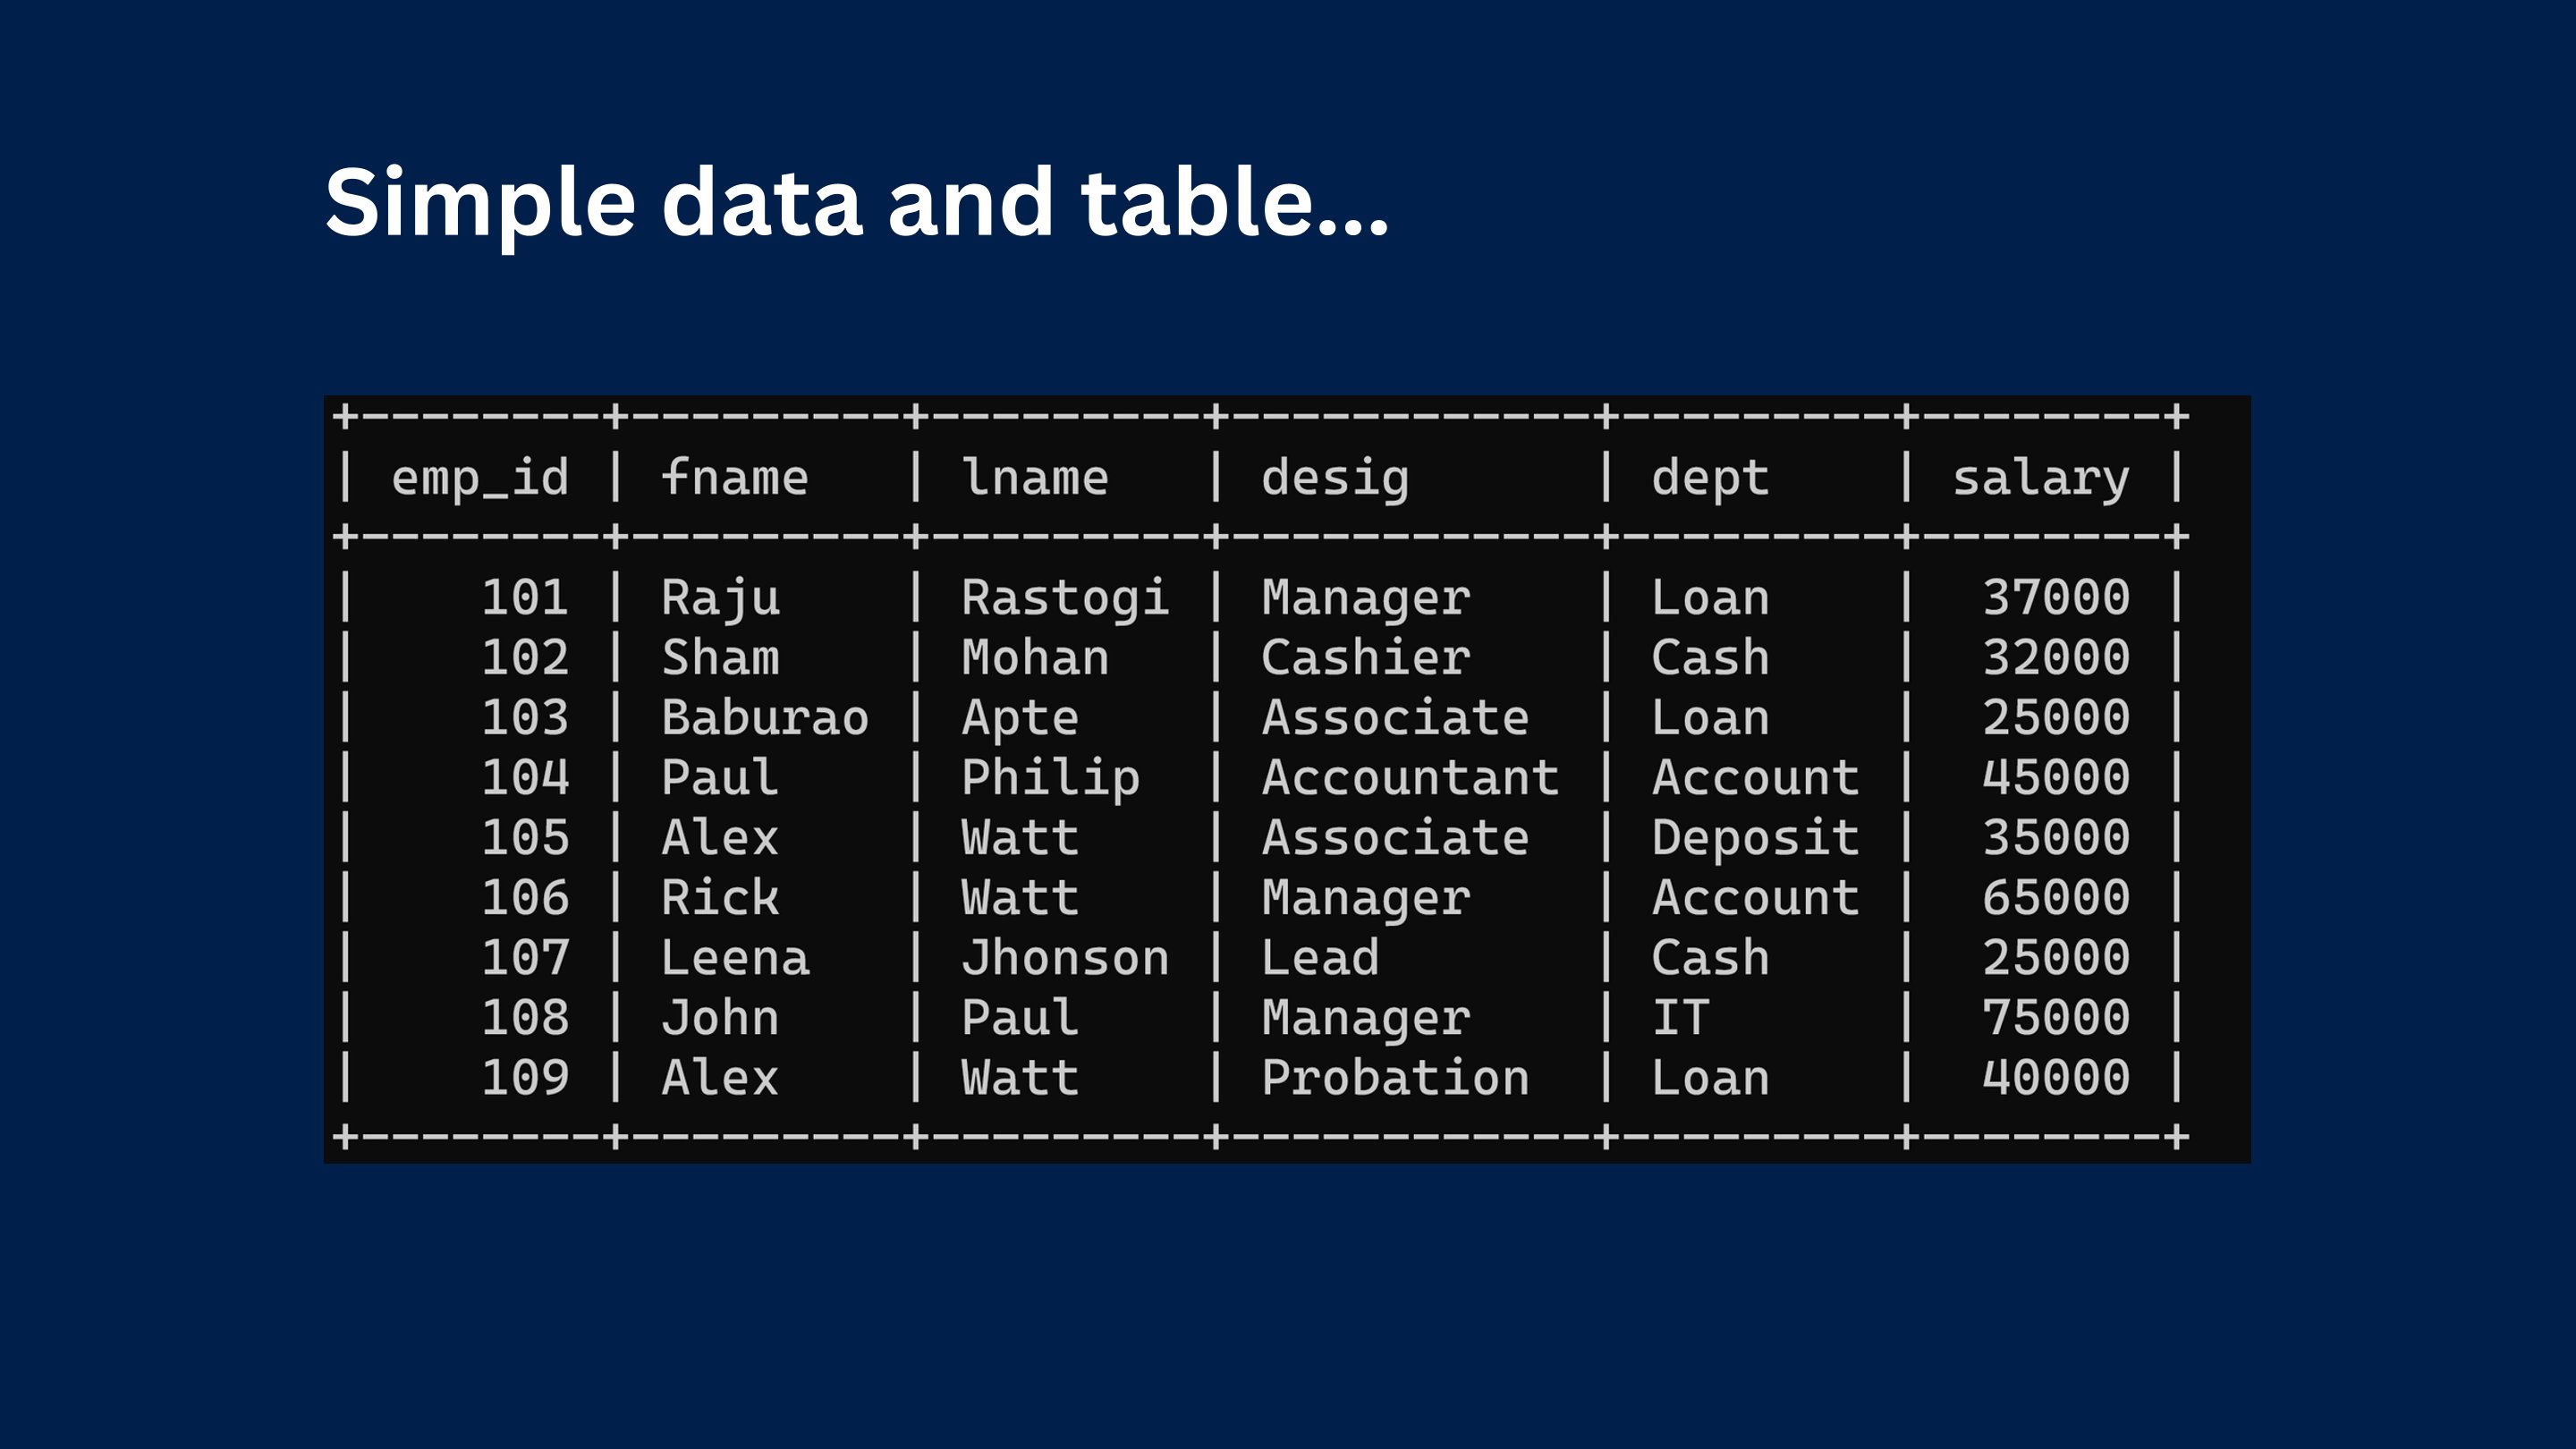 Simple data and table...
+--------+---------+---------+------------+---------+--------+
| emp_id | fname   | lname   | desig      | dept    | salary |
+--------+---------+---------+------------+---------+--------+
|    101 | Raju    | Rastogi | Manager    | Loan    |  37000 |
|    102 | Sham    | Mohan   | Cashier    | Cash    |  32000 |
|    103 | Baburao | Apte    | Associate  | Loan    |  25000 |
|    104 | Paul    | Philip  | Accountant | Account |  45000 |
|    105 | Alex    | Watt    | Associate  | Deposit |  35000 |
|    106 | Rick    | Watt    | Manager    | Account |  65000 |
|    107 | Leena   | Jhonson | Lead       | Cash    |  25000 |
|    108 | John    | Paul    | Manager    | IT      |  75000 |
|    109 | Alex    | Watt    | Probation  | Loan    |  40000 |
+--------+---------+---------+------------+---------+--------+